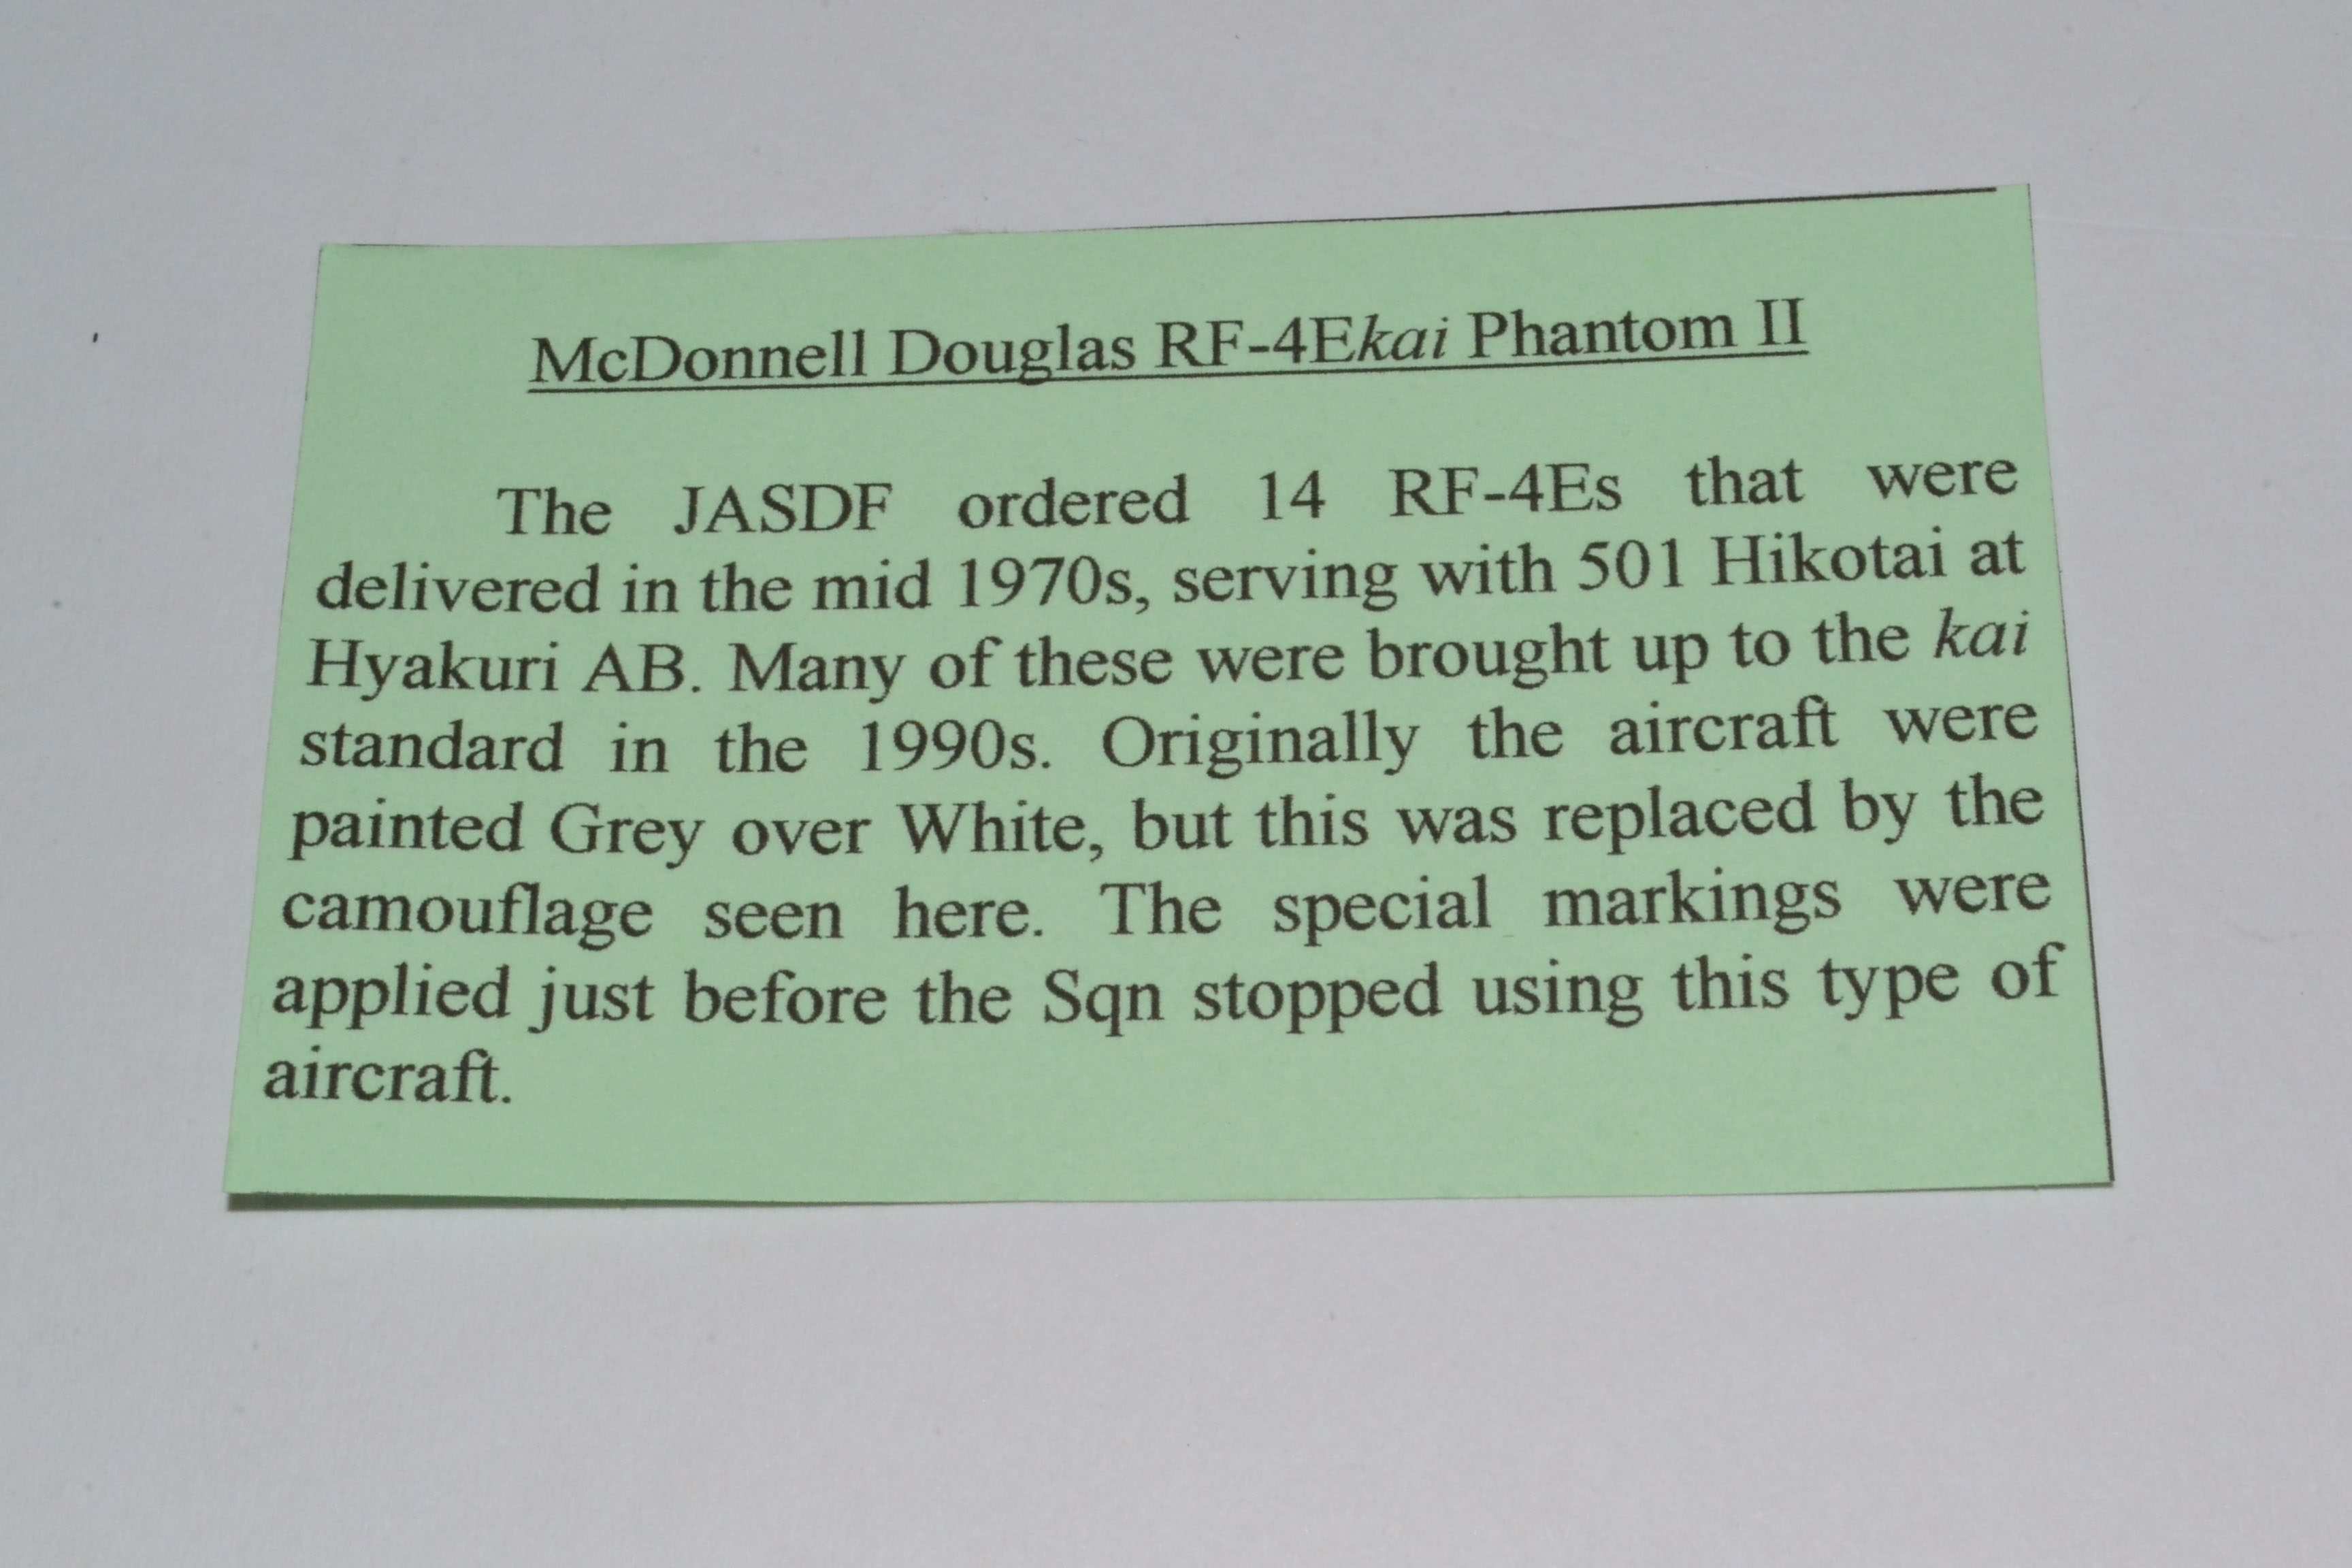 McDonnell Douglas RF-4Ekai Phantom II
The JASDF ordered 14 RF-4Es that were
delivered in the mid 1970s, serving with 501 Hikotai at
Hyakuri AB. Many of these were brought up to the kai
standard in the 1990s. Originally the aircraft were
painted Grey over White, but this was replaced by the
camouflage seen here. The special markings were
applied just before the Sqn stopped using this type of
aircraft.